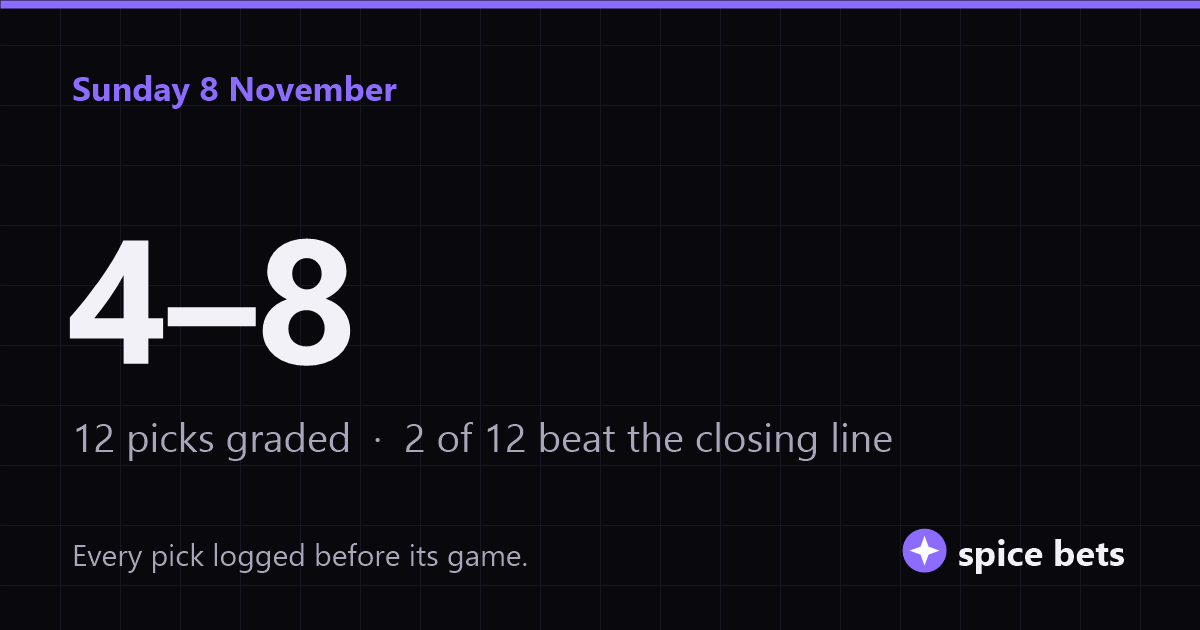 Sunday 8 November
4–8
12 picks graded · 2 of 12 beat the closing line
Every pick logged before its game.
spice bets